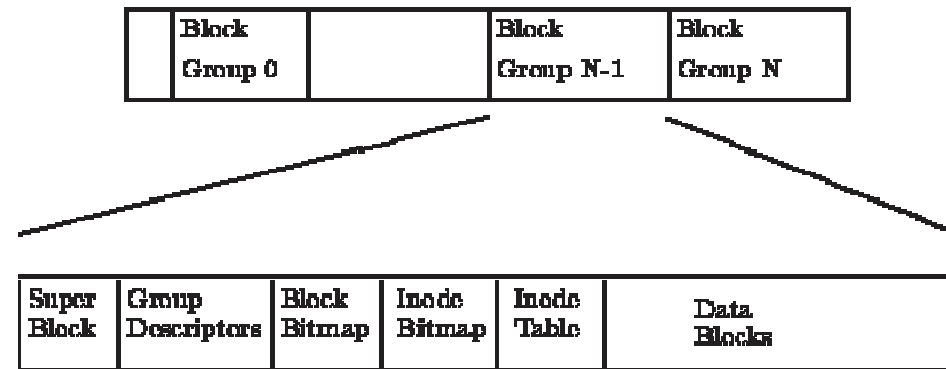 Block
Group 0
Block
Group N-1
Block
Group N
Super
Block
Group
Descriptors
Block
Bitmap
Inode
Bitmap
Inode
Table
Data
Blocks